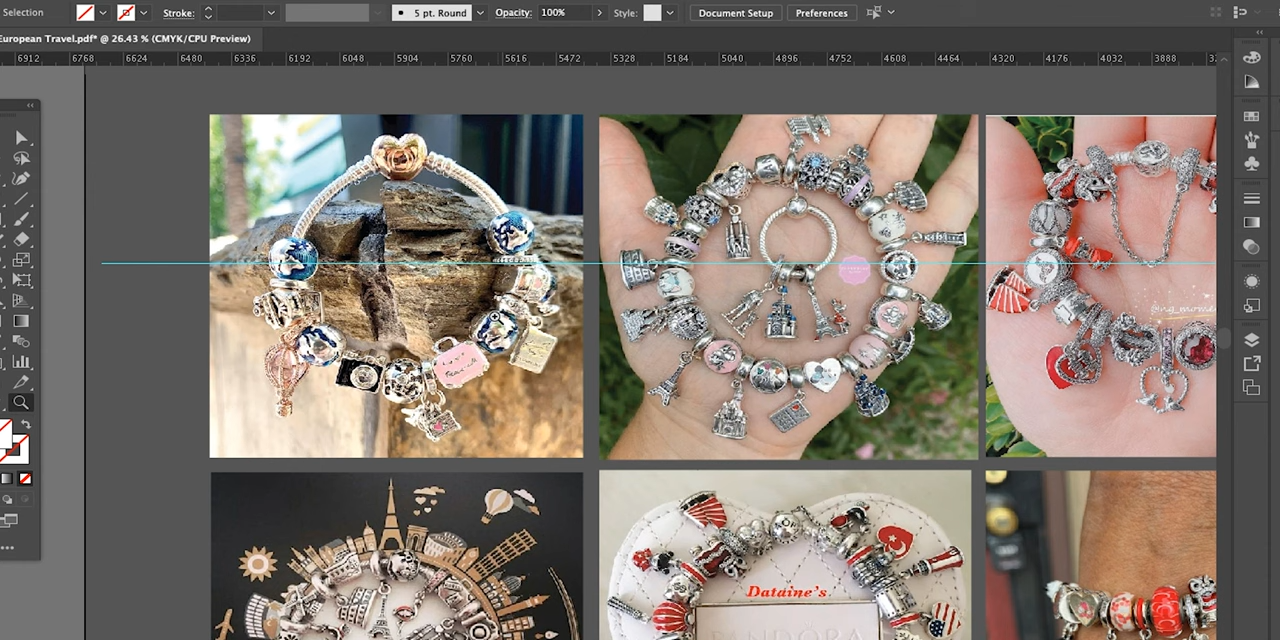 Selection
Stroke:
5 pt. Round
Opacity: 100%
Style:
Document Setup
Preferences
European Travel.pdf* @ 26.43 % (CMYK/CPU Preview)
6912 6768 6624 6480 6336 6192 6048 5904 5760 5616 5472 5328 5184 5040 4896 4752 4608 4464 4320 4176 4032 3888
Dataine's
PANDORA